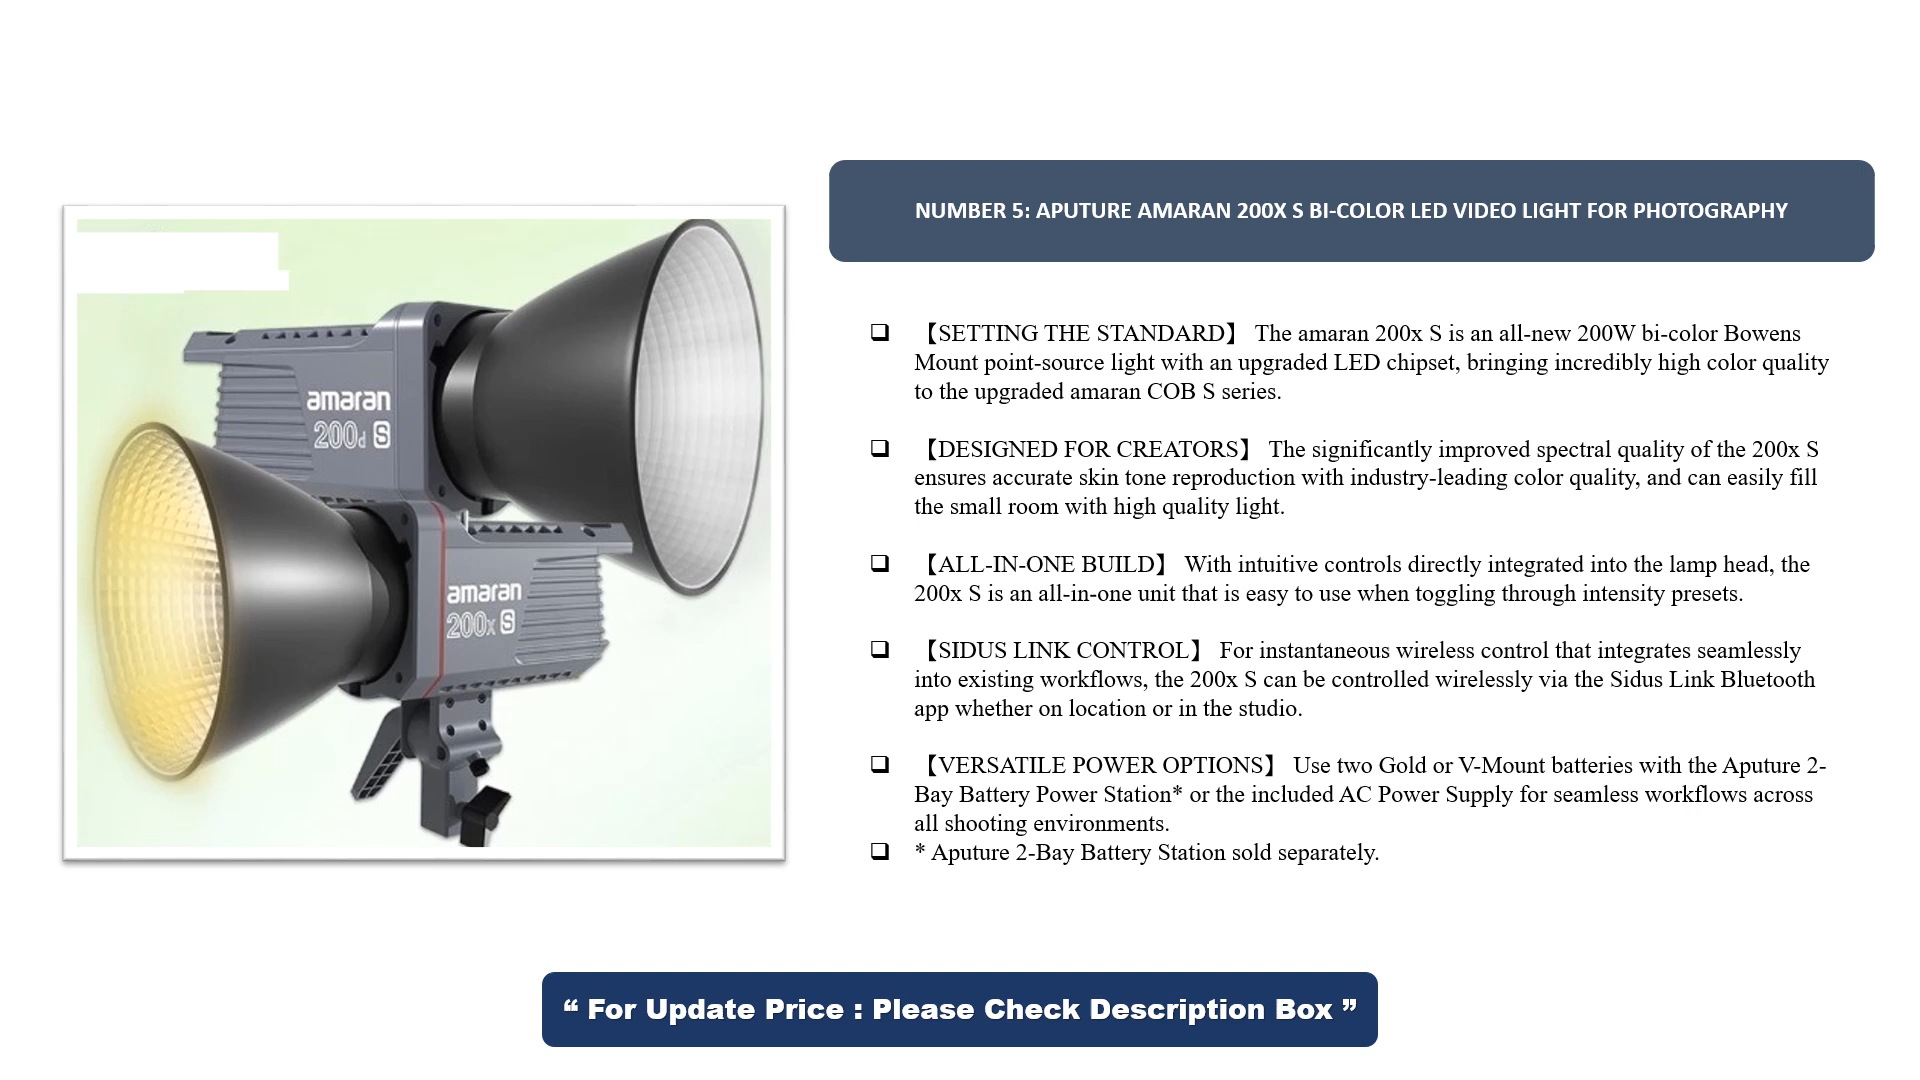 NUMBER 5: APUTURE AMARAN 200X S BI-COLOR LED VIDEO LIGHT FOR PHOTOGRAPHY
amaran
200d S
amaran
200x S
❑ 【SETTING THE STANDARD】 The amaran 200x S is an all-new 200W bi-color Bowens
Mount point-source light with an upgraded LED chipset, bringing incredibly high color quality
to the upgraded amaran COB S series.
❑ 【DESIGNED FOR CREATORS】 The significantly improved spectral quality of the 200x S
ensures accurate skin tone reproduction with industry-leading color quality, and can easily fill
the small room with high quality light.
❑ 【ALL-IN-ONE BUILD】 With intuitive controls directly integrated into the lamp head, the
200x S is an all-in-one unit that is easy to use when toggling through intensity presets.
❑ 【SIDUS LINK CONTROL】 For instantaneous wireless control that integrates seamlessly
into existing workflows, the 200x S can be controlled wirelessly via the Sidus Link Bluetooth
app whether on location or in the studio.
❑ 【VERSATILE POWER OPTIONS】 Use two Gold or V-Mount batteries with the Aputure 2-
Bay Battery Power Station* or the included AC Power Supply for seamless workflows across
all shooting environments.
❑ * Aputure 2-Bay Battery Station sold separately.
“ For Update Price : Please Check Description Box ”